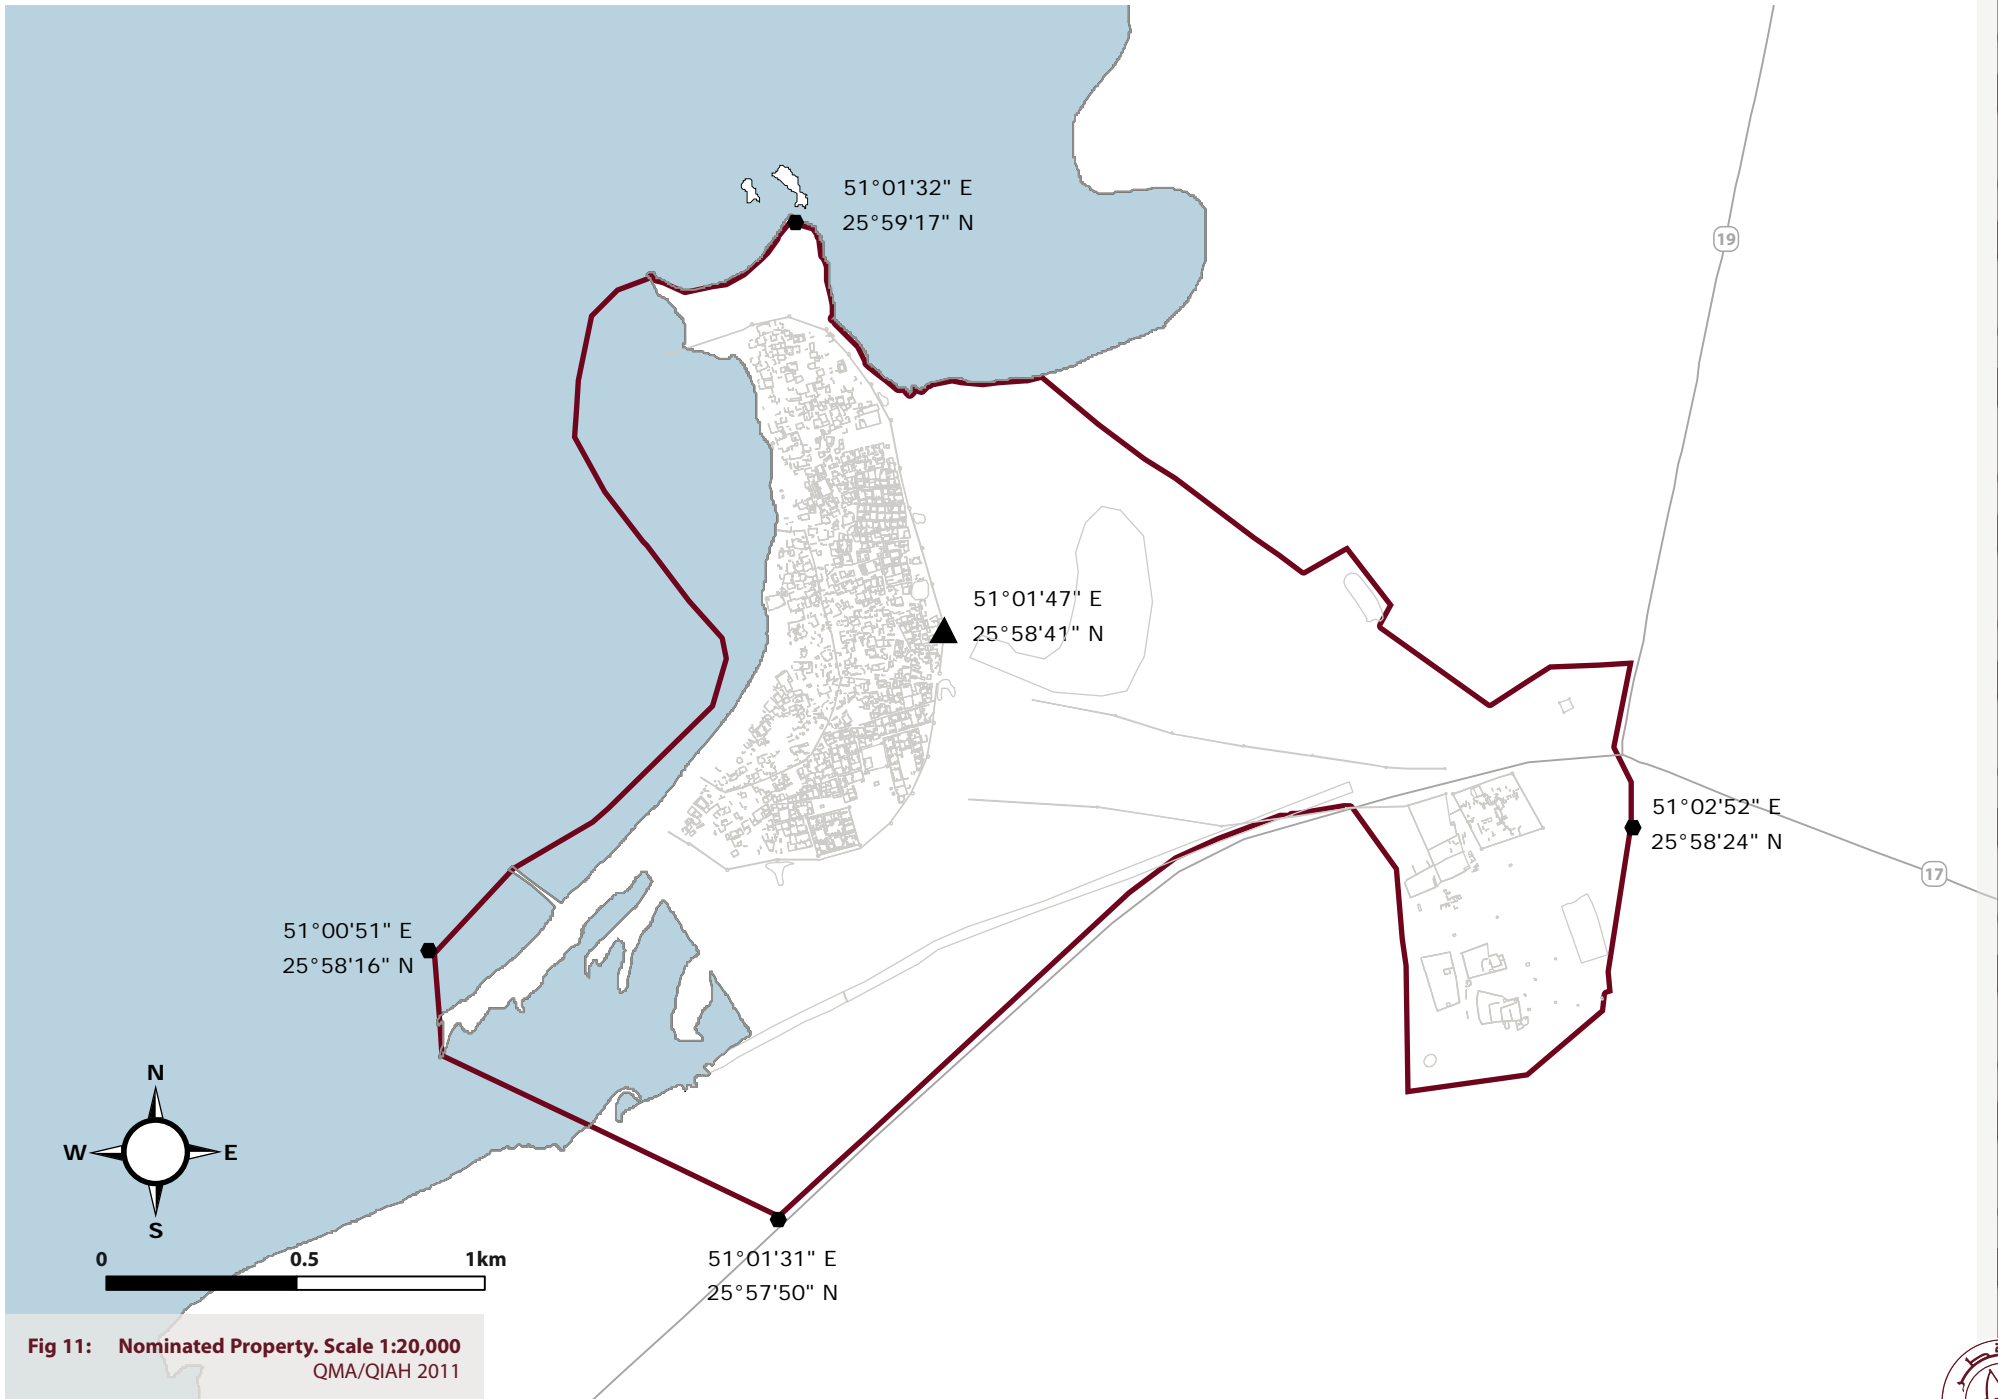 51°01'32" E
25°59'17" N
19
51°01'47" E
25°58'41" N
51°02'52" E
25°58'24" N
17
51°00'51" E
25°58'16" N
N
W
E
S
0 0.5 1km
51°01'31" E
25°57'50" N
Fig 11: Nominated Property. Scale 1:20,000
QMA/QIAH 2011